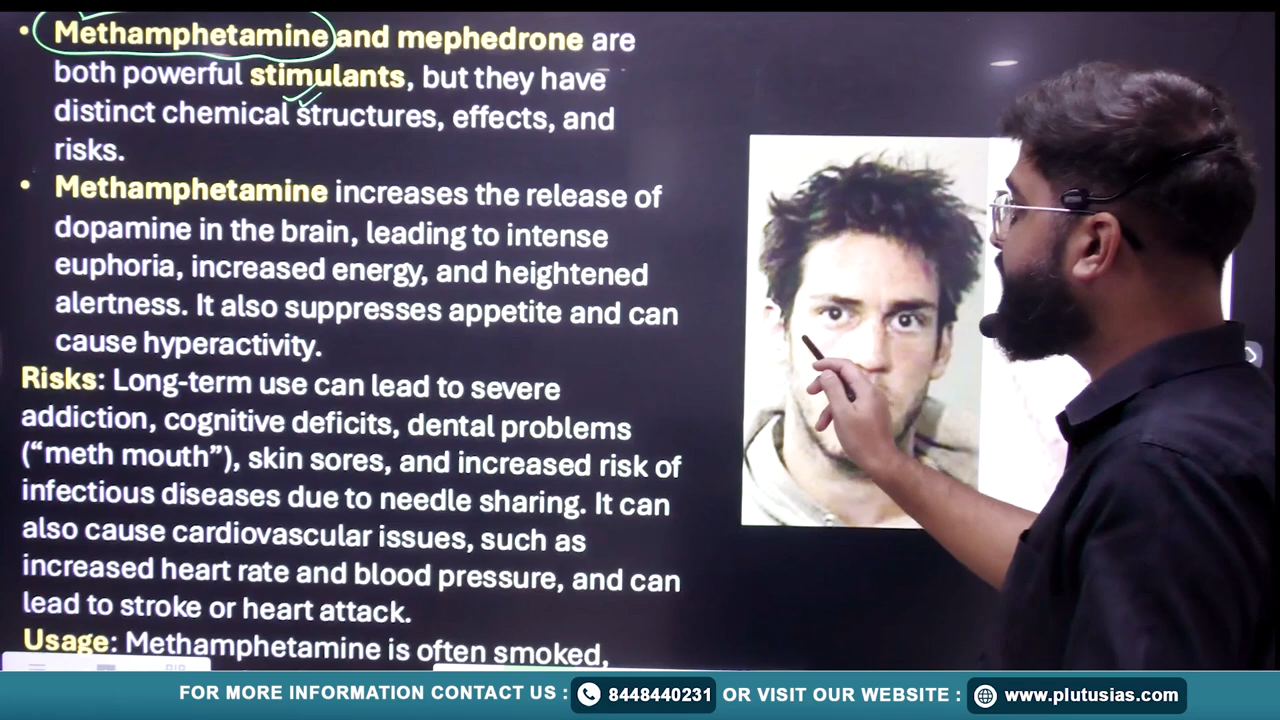 • Methamphetamine and mephedrone are
both powerful stimulants, but they have
distinct chemical structures, effects, and
risks.
• Methamphetamine increases the release of
dopamine in the brain, leading to intense
euphoria, increased energy, and heightened
alertness. It also suppresses appetite and can
cause hyperactivity.
Risks: Long-term use can lead to severe
addiction, cognitive deficits, dental problems
(“meth mouth”), skin sores, and increased risk of
infectious diseases due to needle sharing. It can
also cause cardiovascular issues, such as
increased heart rate and blood pressure, and can
lead to stroke or heart attack.
Usage: Methamphetamine is often smoked,
FOR MORE INFORMATION CONTACT US : 8448440231 OR VISIT OUR WEBSITE : www.plutusias.com